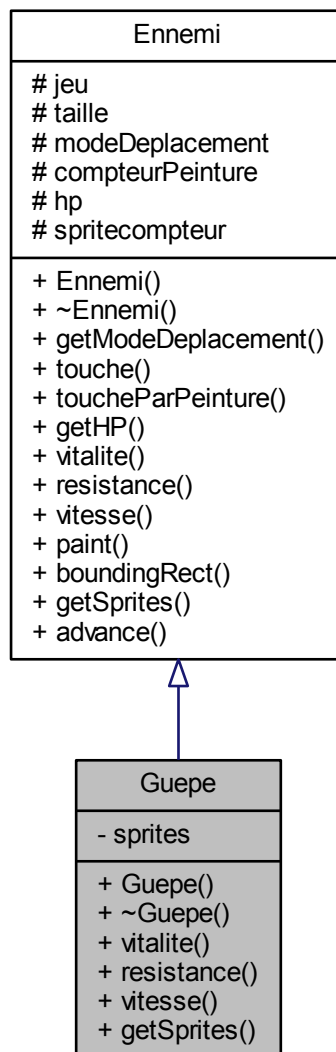 Ennemi
# jeu
# taille
# modeDeplacement
# compteurPeinture
# hp
# spritecompteur
+ Ennemi()
+ ~Ennemi()
+ getModeDeplacement()
+ touche()
+ toucheParPeinture()
+ getHP()
+ vitalite()
+ resistance()
+ vitesse()
+ paint()
+ boundingRect()
+ getSprites()
+ advance()
Guepe
- sprites
+ Guepe()
+ ~Guepe()
+ vitalite()
+ resistance()
+ vitesse()
+ getSprites()